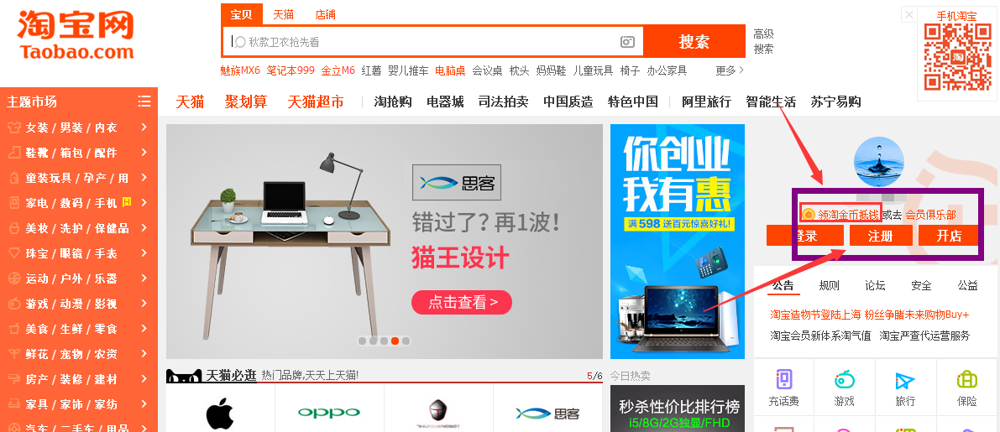 淘宝网
Taobao.com
宝贝 天猫 店铺
秋款卫衣抢先看
搜索
高级
搜索
魅族MX6 笔记本999 金立M6 红薯 婴儿推车 电脑桌 会议桌 枕头 妈妈鞋 儿童玩具 椅子 办公家具 更多
手机淘宝
淘
主题市场
天猫 聚划算 天猫超市 淘抢购 电器城 司法拍卖 中国质造 特色中国 阿里旅行 智能生活 苏宁易购
女装 / 男装 / 内衣
鞋靴 / 箱包 / 配件
童装玩具 / 孕产 / 用
家电 / 数码 / 手机
美妆 / 洗护 / 保健品
珠宝 / 眼镜 / 手表
运动 / 户外 / 乐器
游戏 / 动漫 / 影视
美食 / 生鲜 / 零食
鲜花 / 宠物 / 农资
房产 / 装修 / 建材
家具 / 家饰 / 家纺
汽车 / 二手车 / 用品
思客
错过了？再1波！
猫王设计
点击查看 >
你创业
我有惠
满 598 送百元惊喜好礼!
领淘金币抵钱 或去 会员俱乐部
登录 注册 开店
公告 规则 论坛 安全 公益
淘宝造物节登陆上海 粉丝争睹未来购物Buy+
淘宝会员新体系淘气值 淘宝严查代运营服务
充话费 游戏 旅行 保险
天猫必逛 热门品牌,天天上天猫! 5/6
oppo
THUNDEROBOT
思客
今日热卖
秒杀性价比排行榜
i5/8G/2G独显/FHD